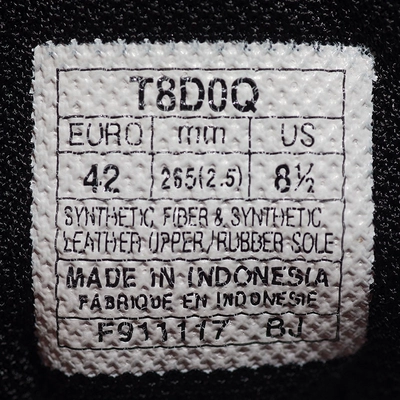 T8D0Q
EURO mm US
42 265(2.5) 8½
SYNTHETIC FIBER & SYNTHETIC
LEATHER UPPER/RUBBER SOLE
MADE IN INDONESIA
FABRIQUE EN INDONESIE
F911117 BJ